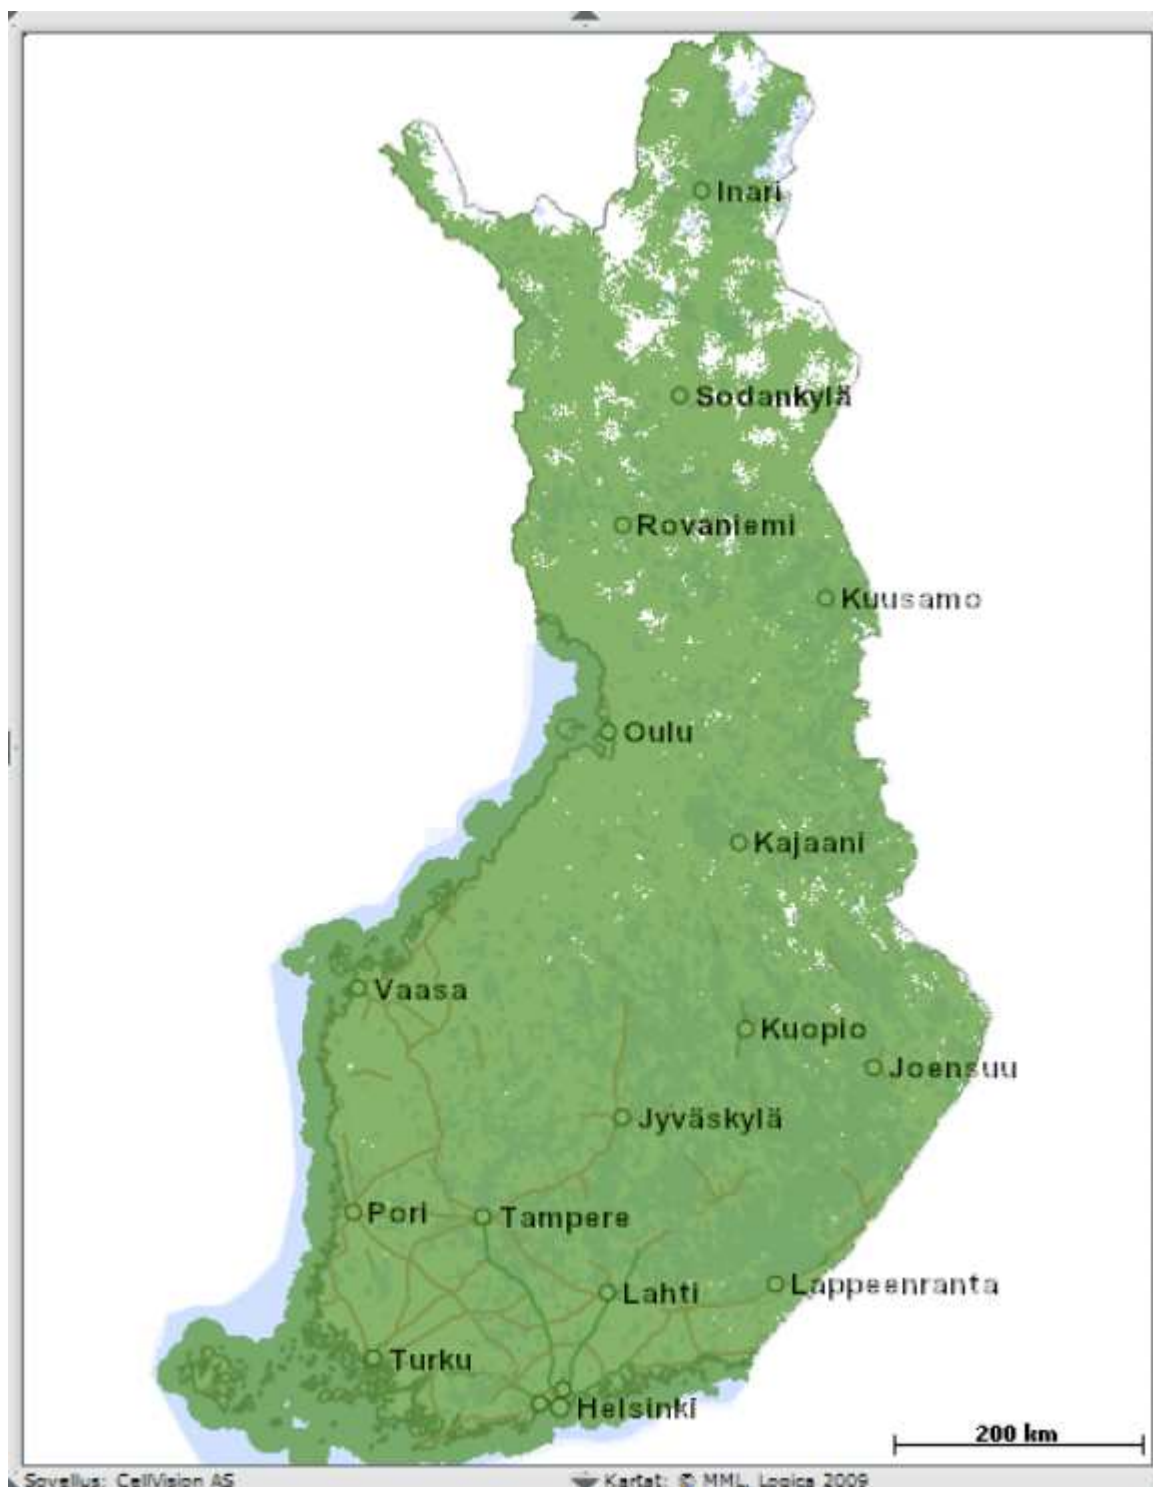 Inari
Sodankylä
Rovaniemi
Kuusamo
Oulu
Kajaani
Vaasa
Kuopio
Joensuu
Jyväskylä
Pori
Tampere
Lappeenranta
Lahti
Turku
Helsinki
200 km
Sovellus: CellVision AS
Kartat: © MML, Logica 2009